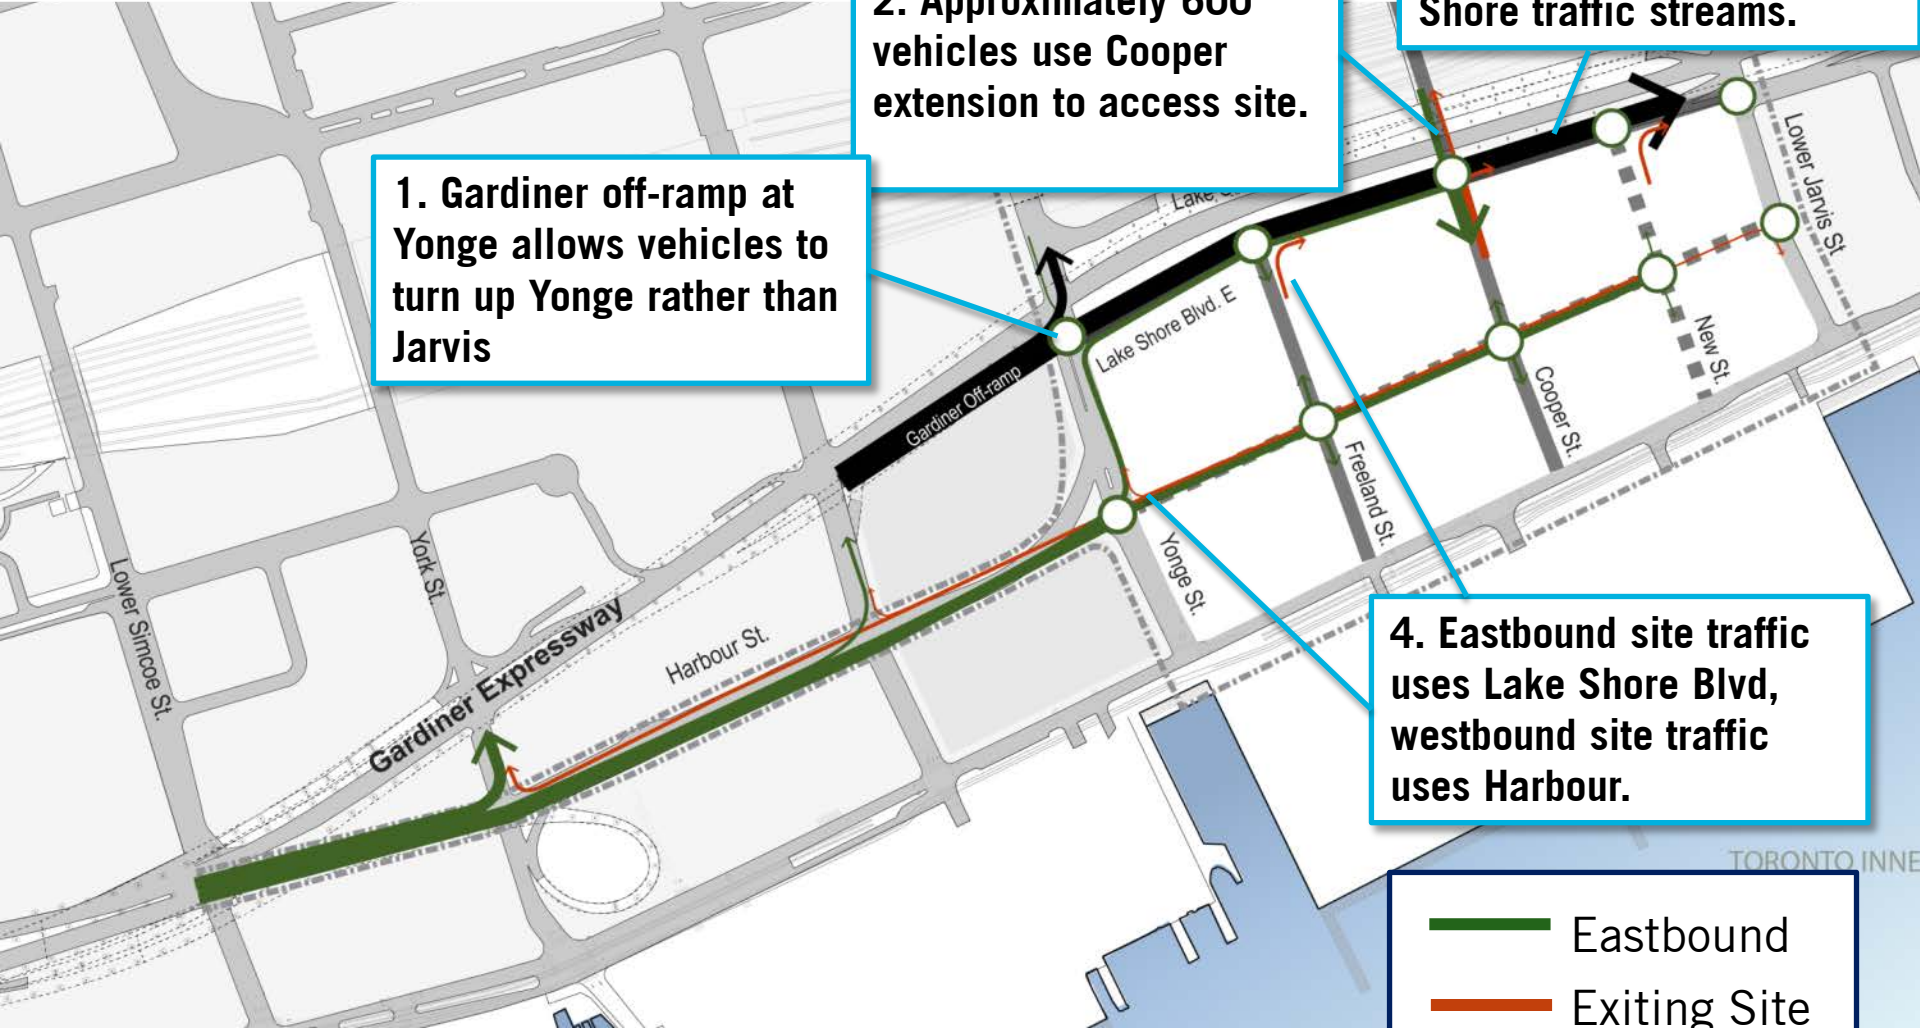 2. Approximately 600
vehicles use Cooper
extension to access site.
Shore traffic streams.
1. Gardiner off-ramp at
Yonge allows vehicles to
turn up Yonge rather than
Jarvis
Lake
Lower Jarvis St
Lake Shore Blvd. E
Gardiner Off-ramp
New St.
Cooper St.
Freeland St.
Yonge St.
York St.
Lower Simcoe St.
Harbour St.
Gardiner Expressway
4. Eastbound site traffic
uses Lake Shore Blvd,
westbound site traffic
uses Harbour.
TORONTO INNE
Eastbound
Exiting Site